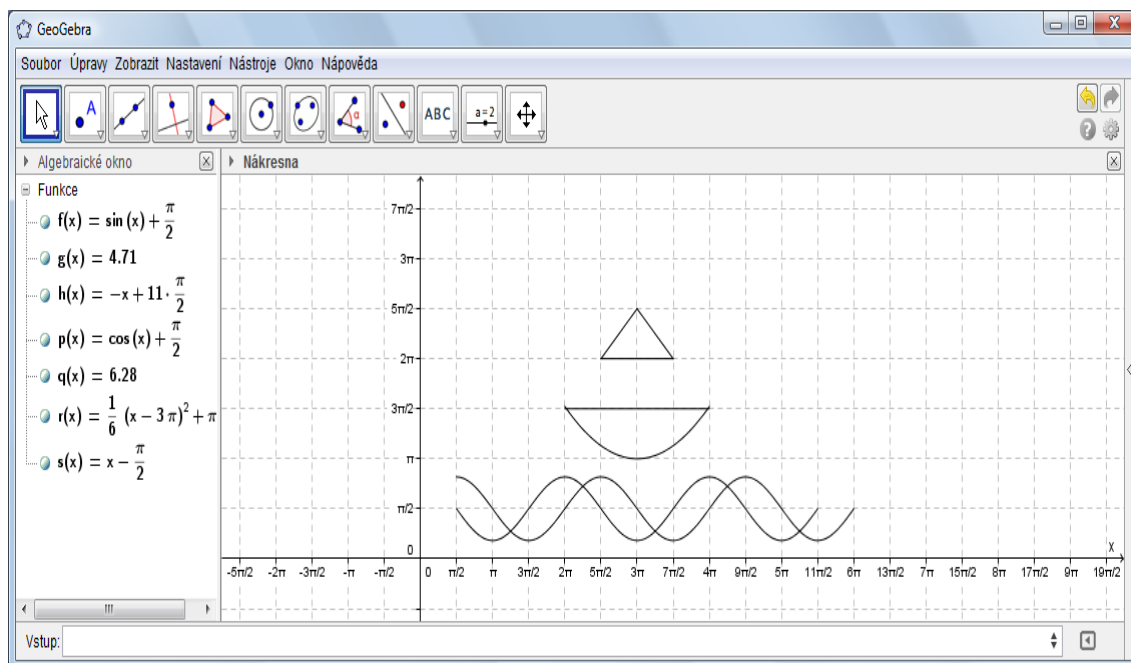 GeoGebra
Soubor Úpravy Zobrazit Nastavení Nástroje Okno Nápověda
A
α
ABC
a=2
Algebraické okno
Nákresna
Funkce
f(x) = sin (x) + π/2
g(x) = 4.71
h(x) = −x + 11 · π/2
p(x) = cos (x) + π/2
q(x) = 6.28
r(x) = 1/6 (x − 3 π)² + π
s(x) = x − π/2
7π/2
3π
5π/2
2π
3π/2
π
π/2
0
x
-5π/2 -2π -3π/2 -π -π/2 0 π/2 π 3π/2 2π 5π/2 3π 7π/2 4π 9π/2 5π 11π/2 6π 13π/2 7π 15π/2 8π 17π/2 9π 19π/2
Vstup: